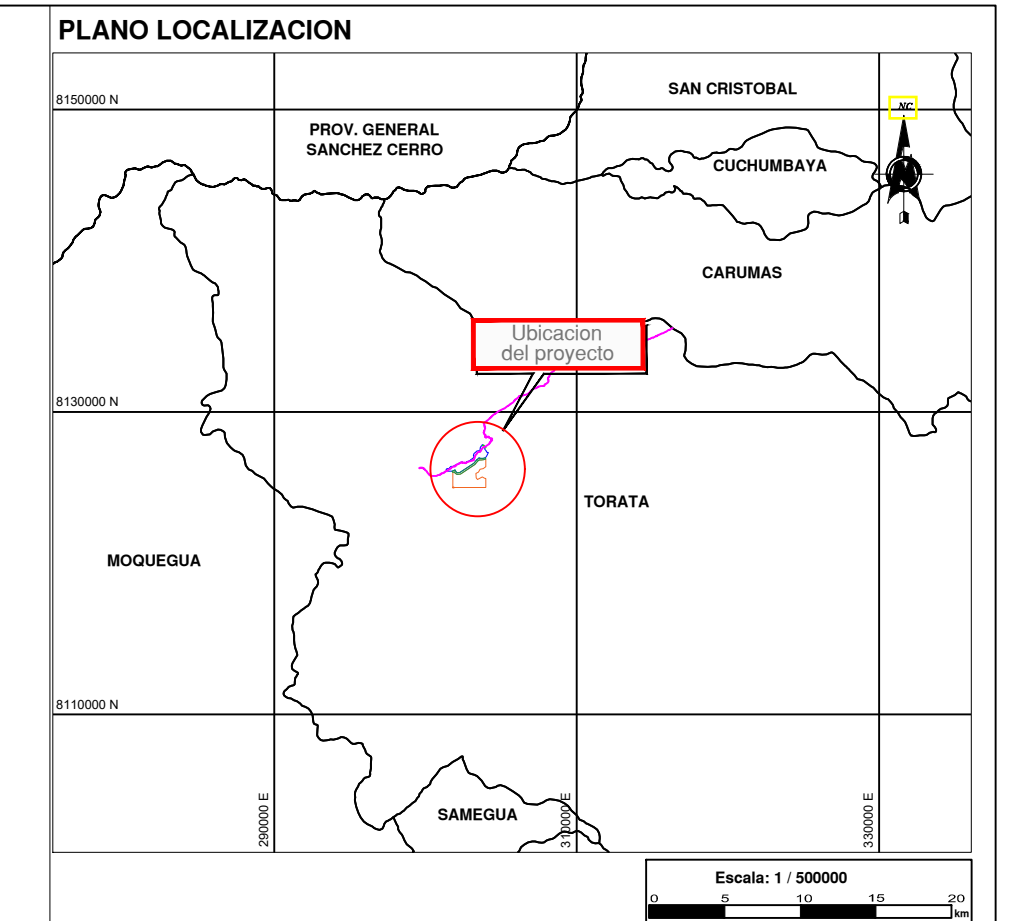 PLANO LOCALIZACION
8150000 N
SAN CRISTOBAL
NC
PROV. GENERAL
SANCHEZ CERRO
CUCHUMBAYA
N
CARUMAS
Ubicacion
del proyecto
8130000 N
TORATA
MOQUEGUA
8110000 N
290000 E
310000 E
330000 E
SAMEGUA
Escala: 1 / 500000
0 5 10 15 20
km